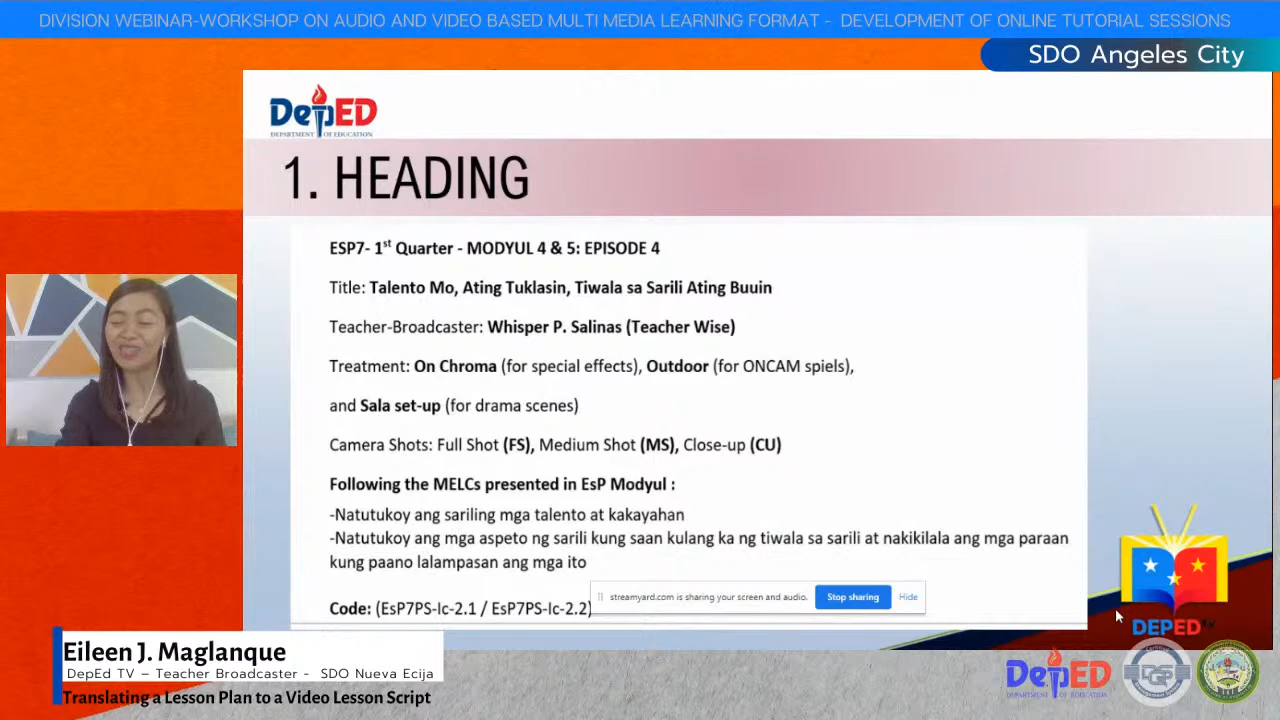 DIVISION WEBINAR-WORKSHOP ON AUDIO AND VIDEO BASED MULTI MEDIA LEARNING FORMAT - DEVELOPMENT OF ONLINE TUTORIAL SESSIONS
SDO Angeles City
DepED
DEPARTMENT OF EDUCATION
1. HEADING
ESP7- 1st Quarter - MODYUL 4 & 5: EPISODE 4
Title: Talento Mo, Ating Tuklasin, Tiwala sa Sarili Ating Buuin
Teacher-Broadcaster: Whisper P. Salinas (Teacher Wise)
Treatment: On Chroma (for special effects), Outdoor (for ONCAM spiels),
and Sala set-up (for drama scenes)
Camera Shots: Full Shot (FS), Medium Shot (MS), Close-up (CU)
Following the MELCs presented in EsP Modyul :
-Natutukoy ang sariling mga talento at kakayahan
-Natutukoy ang mga aspeto ng sarili kung saan kulang ka ng tiwala sa sarili at nakikilala ang mga paraan
kung paano lalampasan ang mga ito
streamyard.com is sharing your screen and audio. Stop sharing Hide
Code: (EsP7PS-Ic-2.1 / EsP7PS-Ic-2.2)
DEPED TV
Eileen J. Maglanque
DepEd TV – Teacher Broadcaster - SDO Nueva Ecija
Translating a Lesson Plan to a Video Lesson Script
DepED
DEPARTMENT OF EDUCATION